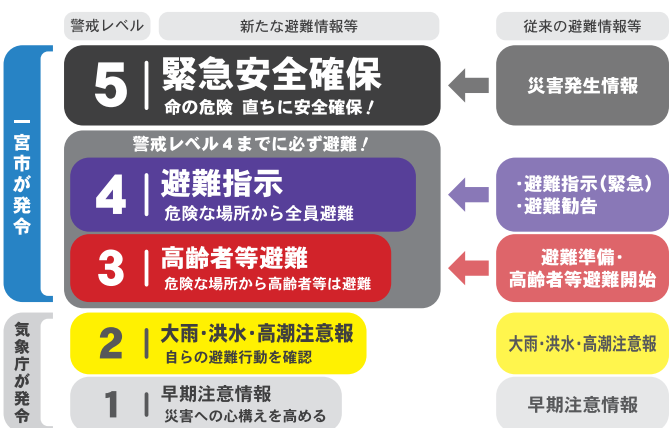 警戒レベル
新たな避難情報等
従来の避難情報等
一宮市が発令
5
緊急安全確保
命の危険 直ちに安全確保！
災害発生情報
警戒レベル４までに必ず避難！
4
避難指示
危険な場所から全員避難
・避難指示（緊急）
・避難勧告
3
高齢者等避難
危険な場所から高齢者等は避難
避難準備・
高齢者等避難開始
気象庁が発令
2
大雨・洪水・高潮注意報
自らの避難行動を確認
大雨・洪水・高潮注意報
1
早期注意情報
災害への心構えを高める
早期注意情報